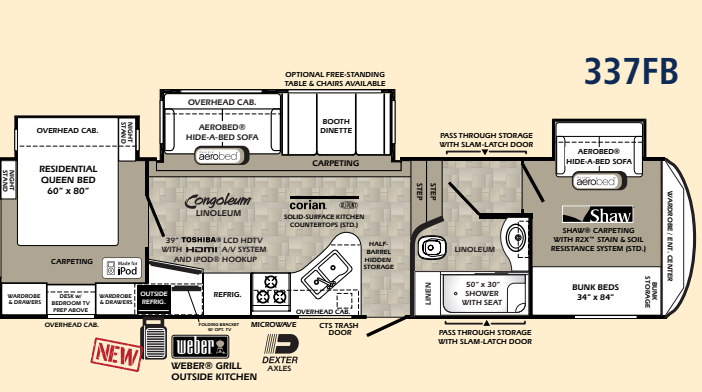 337FB
OPTIONAL FREE-STANDING
TABLE & CHAIRS AVAILABLE
OVERHEAD CAB.
AEROBED®
HIDE-A-BED SOFA
aerobed
BOOTH
DINETTE
CARPETING
OVERHEAD CAB.
NIGHT
STAND
RESIDENTIAL
QUEEN BED
60" x 80"
NIGHT
STAND
CARPETING
Made for
iPod
WARDROBE
& DRAWERS
DESK w/
BEDROOM TV
PREP ABOVE
WARDROBE
& DRAWERS
OVERHEAD CAB.
Congoleum
LINOLEUM
corian.
DUPONT
SOLID-SURFACE KITCHEN
COUNTERTOPS (STD.)
39" TOSHIBA® LCD HDTV
WITH HDMI A/V SYSTEM
AND IPOD® HOOKUP
HALF-
BARREL
HIDDEN
STORAGE
OUTSIDE
REFRIG.
REFRIG.
FOLDING BRACKET
W/ OPT. TV
MICROWAVE
OVERHEAD CAB.
CTS TRASH
DOOR
NEW
weber
WEBER® GRILL
OUTSIDE KITCHEN
DEXTER
AXLES
PASS THROUGH STORAGE
WITH SLAM-LATCH DOOR
STEP
STEP
LINOLEUM
LINEN
50" x 30"
SHOWER
WITH SEAT
PASS THROUGH STORAGE
WITH SLAM-LATCH DOOR
AEROBED®
HIDE-A-BED SOFA
aerobed
Shaw
SHAW® CARPETING
WITH R2X™ STAIN & SOIL
RESISTANCE SYSTEM (STD.)
BUNK BEDS
34" x 84"
BUNK
STORAGE
WARDROBE / ENT. CENTER